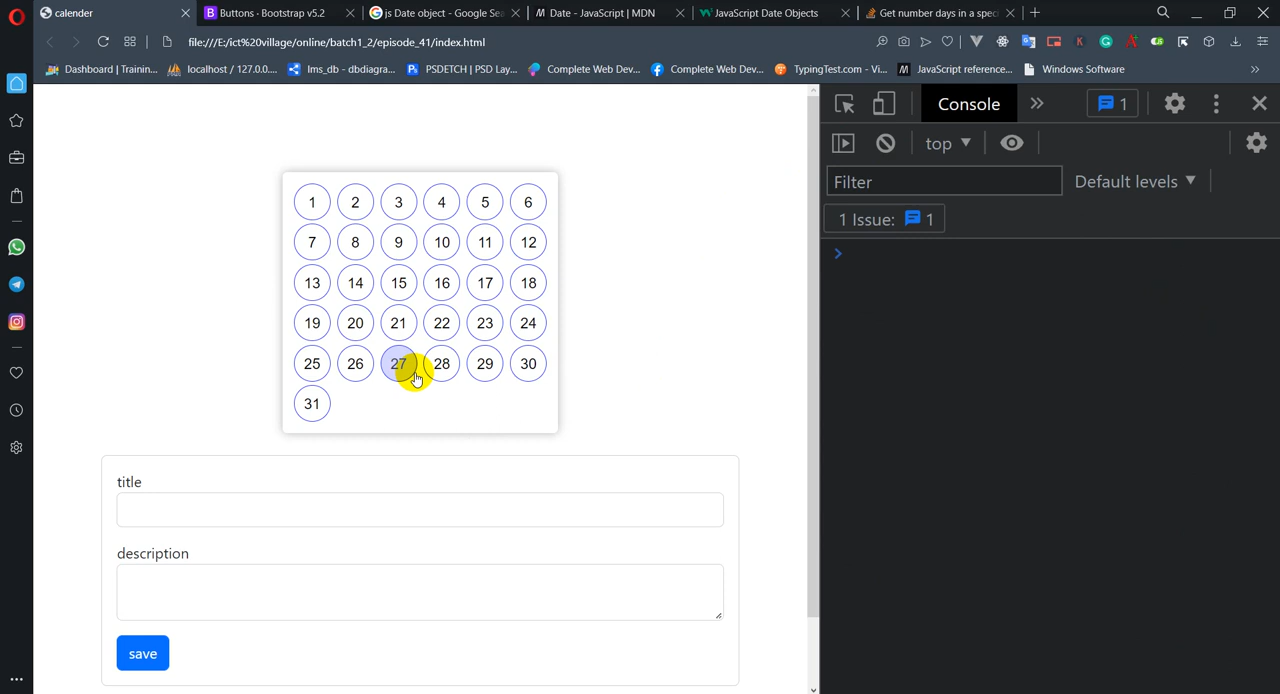 calender
Buttons · Bootstrap v5.2
js Date object - Google Sea
Date - JavaScript | MDN
JavaScript Date Objects
Get number days in a speci
file:///E:/ict%20village/online/batch1_2/episode_41/index.html
Dashboard | Trainin...
localhost / 127.0.0....
lms_db - dbdiagra...
PSDETCH | PSD Lay...
Complete Web Dev...
Complete Web Dev...
TypingTest.com - Vi...
JavaScript reference...
Windows Software
Console
1
top
Filter
Default levels
1 Issue: 1
1 2 3 4 5 6
7 8 9 10 11 12
13 14 15 16 17 18
19 20 21 22 23 24
25 26 27 28 29 30
31
title
description
save